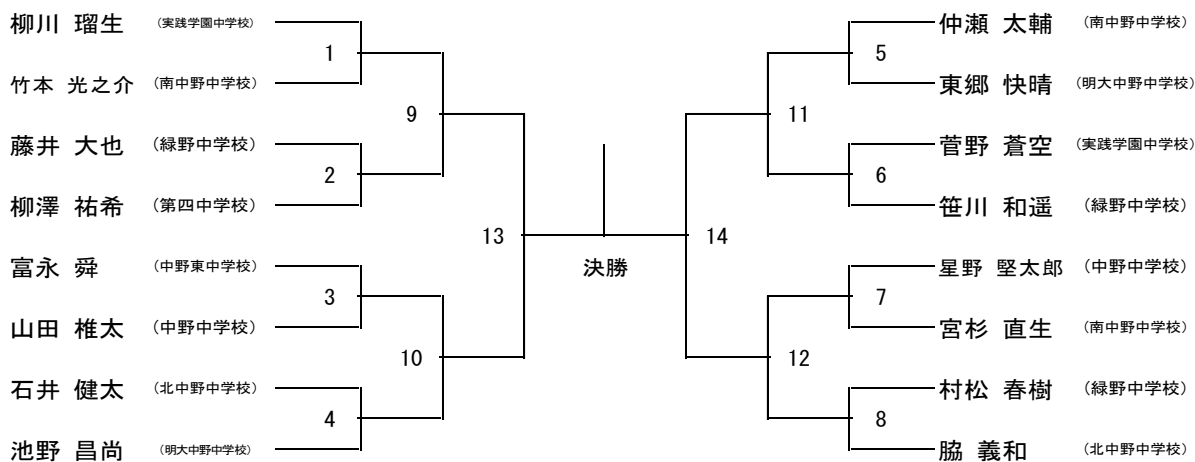 柳川 瑠生 （実践学園中学校）
1
竹本 光之介 （南中野中学校）
9
藤井 大也 （緑野中学校）
2
柳澤 祐希 （第四中学校）
13
富永 舜 （中野東中学校）
3
山田 椎太 （中野中学校）
10
石井 健太 （北中野中学校）
4
池野 昌尚 （明大中野中学校）
決勝
仲瀬 太輔 （南中野中学校）
5
東郷 快晴 （明大中野中学校）
11
菅野 蒼空 （実践学園中学校）
6
笹川 和遥 （緑野中学校）
14
星野 堅太郎 （中野中学校）
7
宮杉 直生 （南中野中学校）
12
村松 春樹 （緑野中学校）
8
脇 義和 （北中野中学校）